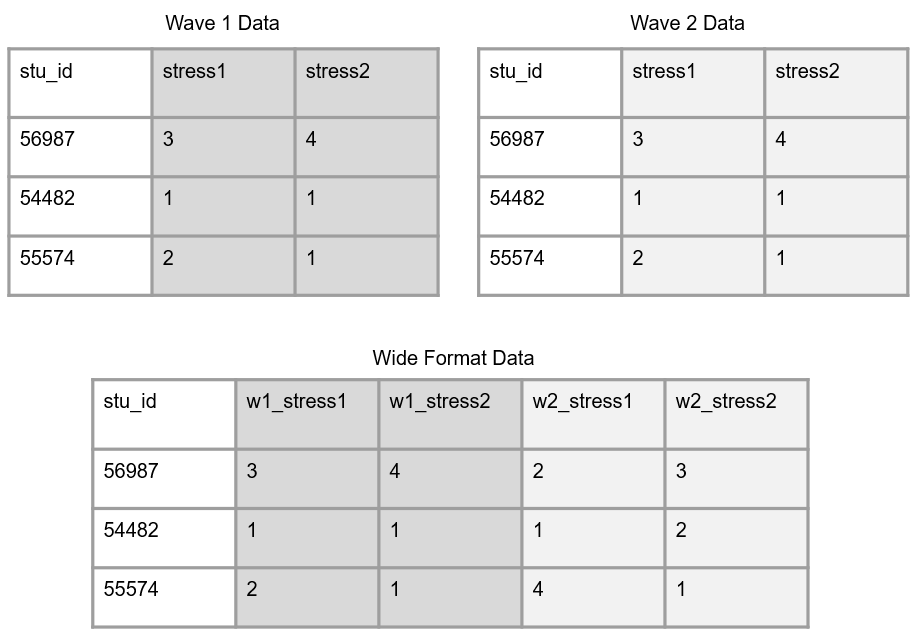 Wave 1 Data
stu_id stress1 stress2
56987 3 4
54482 1 1
55574 2 1
Wave 2 Data
stu_id stress1 stress2
56987 3 4
54482 1 1
55574 2 1
Wide Format Data
stu_id w1_stress1 w1_stress2 w2_stress1 w2_stress2
56987 3 4 2 3
54482 1 1 1 2
55574 2 1 4 1